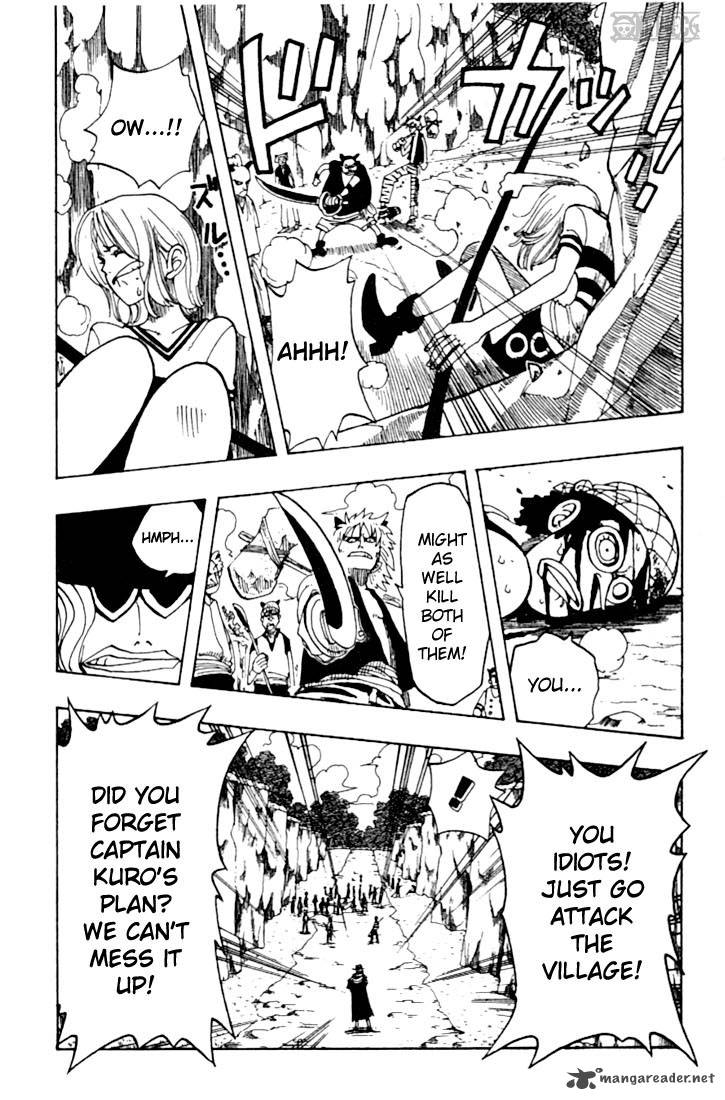 ドドッ
AHHH!
OW...!!
ズル...
YOU...
MIGHT
AS
WELL
KILL
BOTH
OF
THEM!
HMPH...
YOU
IDIOTS!
JUST GO
ATTACK
THE
VILLAGE!
!!
DID YOU
FORGET
CAPTAIN
KURO'S
PLAN?
WE CAN'T
MESS IT
UP!
mangareader.net